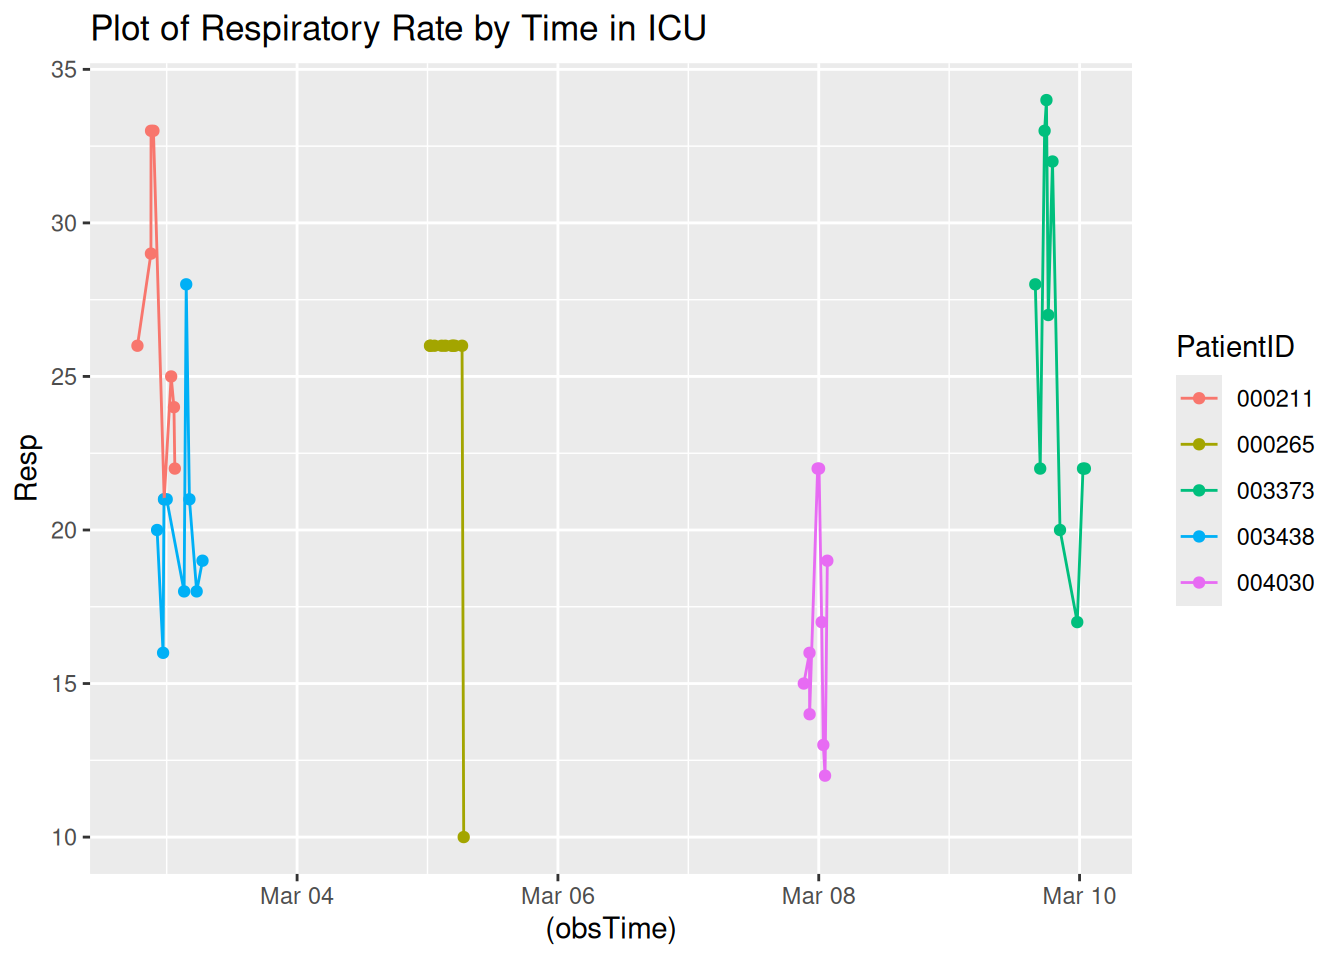 Plot of Respiratory Rate by Time in ICU
35
30
25
20
15
10
Resp
Mar 04 Mar 06 Mar 08 Mar 10
(obsTime)
PatientID
000211
000265
003373
003438
004030